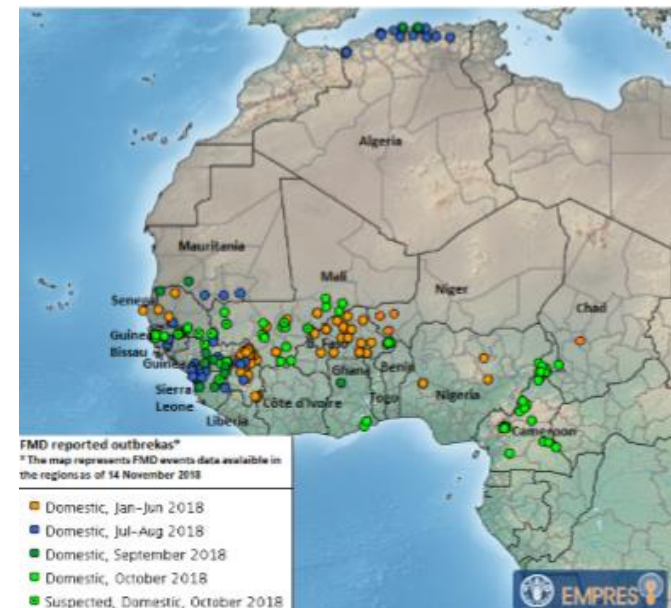 Algeria
Mauritania
Mali
Niger
Chad
Senegal
Guinea
Bissau
B. Faso
Guinea
Ghana
Benin
Sierra
Leone
Côte d'Ivoire
Togo
Nigeria
Liberia
Cameroon
FMD reported outbrekas*
* The map represents FMD events data avalaible in
the regions as of 14 November 2018
Domestic, Jan-Jun 2018
Domestic, Jul-Aug 2018
Domestic, September 2018
Domestic, October 2018
Suspected, Domestic, October 2018
EMPRES